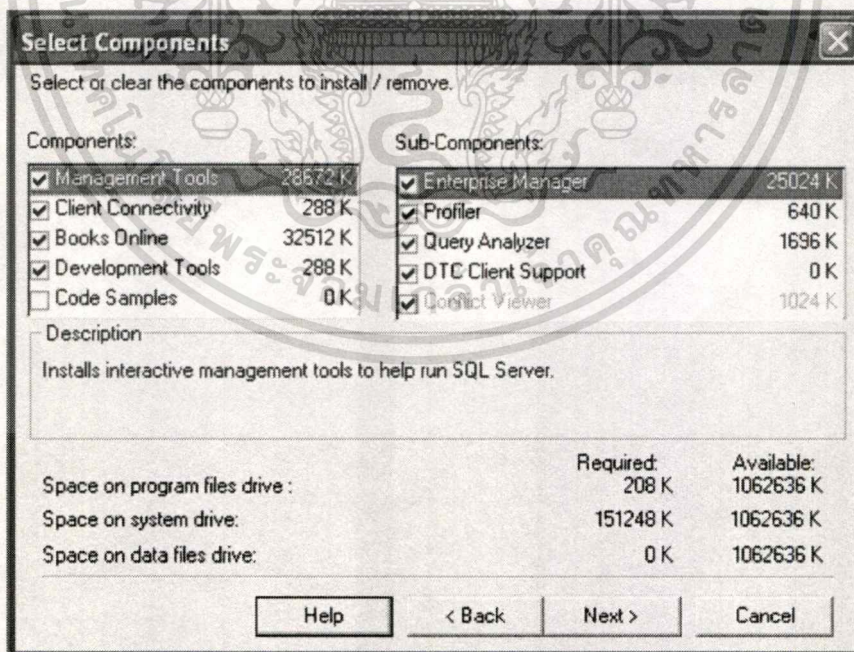 Select Components
Select or clear the components to install / remove.
Components:
Management Tools 28672 K
Client Connectivity 288 K
Books Online 32512 K
Development Tools 288 K
Code Samples 0 K
Sub-Components:
Enterprise Manager 25024 K
Profiler 640 K
Query Analyzer 1696 K
DTC Client Support 0 K
Conflict Viewer 1024 K
Description
Installs interactive management tools to help run SQL Server.
Required: Available:
Space on program files drive : 208 K 1062636 K
Space on system drive: 151248 K 1062636 K
Space on data files drive: 0 K 1062636 K
Help
< Back
Next >
Cancel